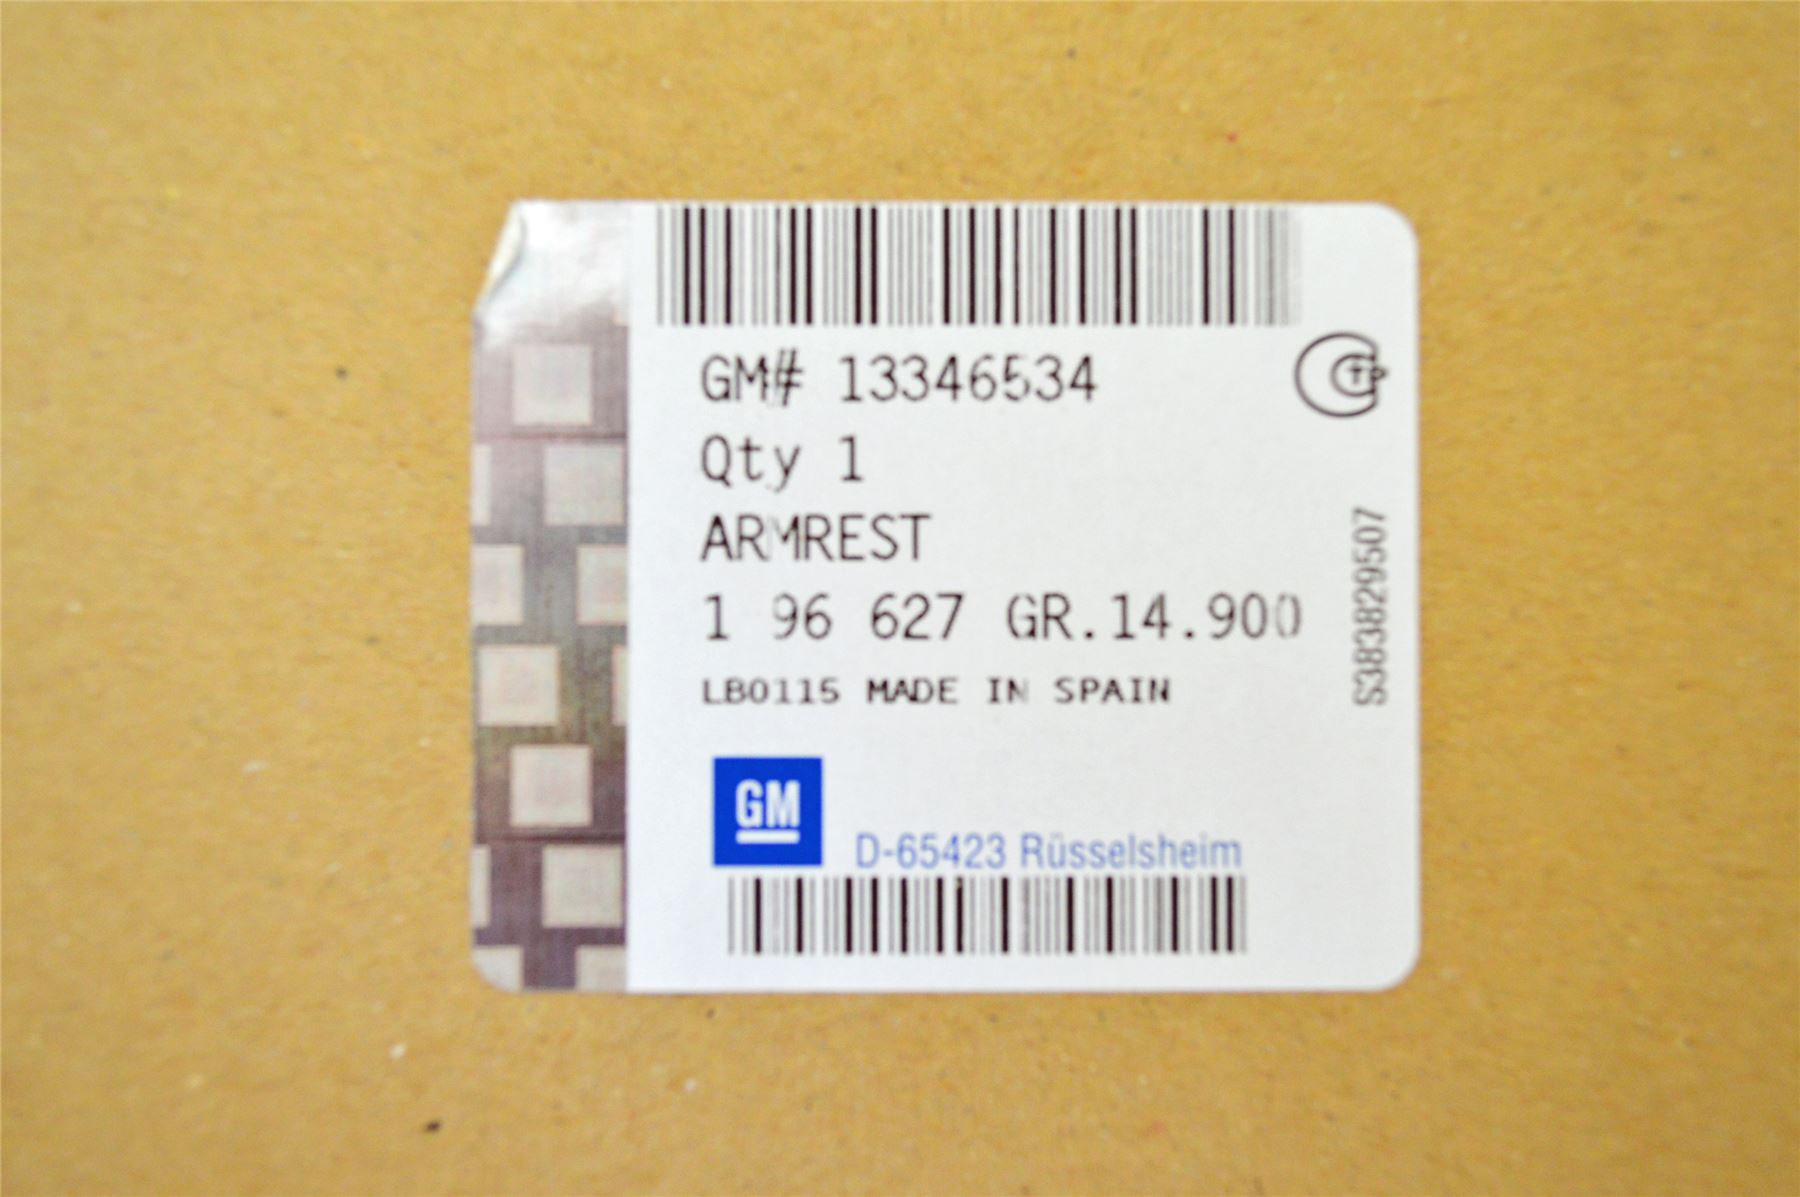 GM# 13346534
Qty 1
ARMREST
1 96 627 GR.14.900
LB0115 MADE IN SPAIN
S383829507
GM
D-65423 Rüsselsheim